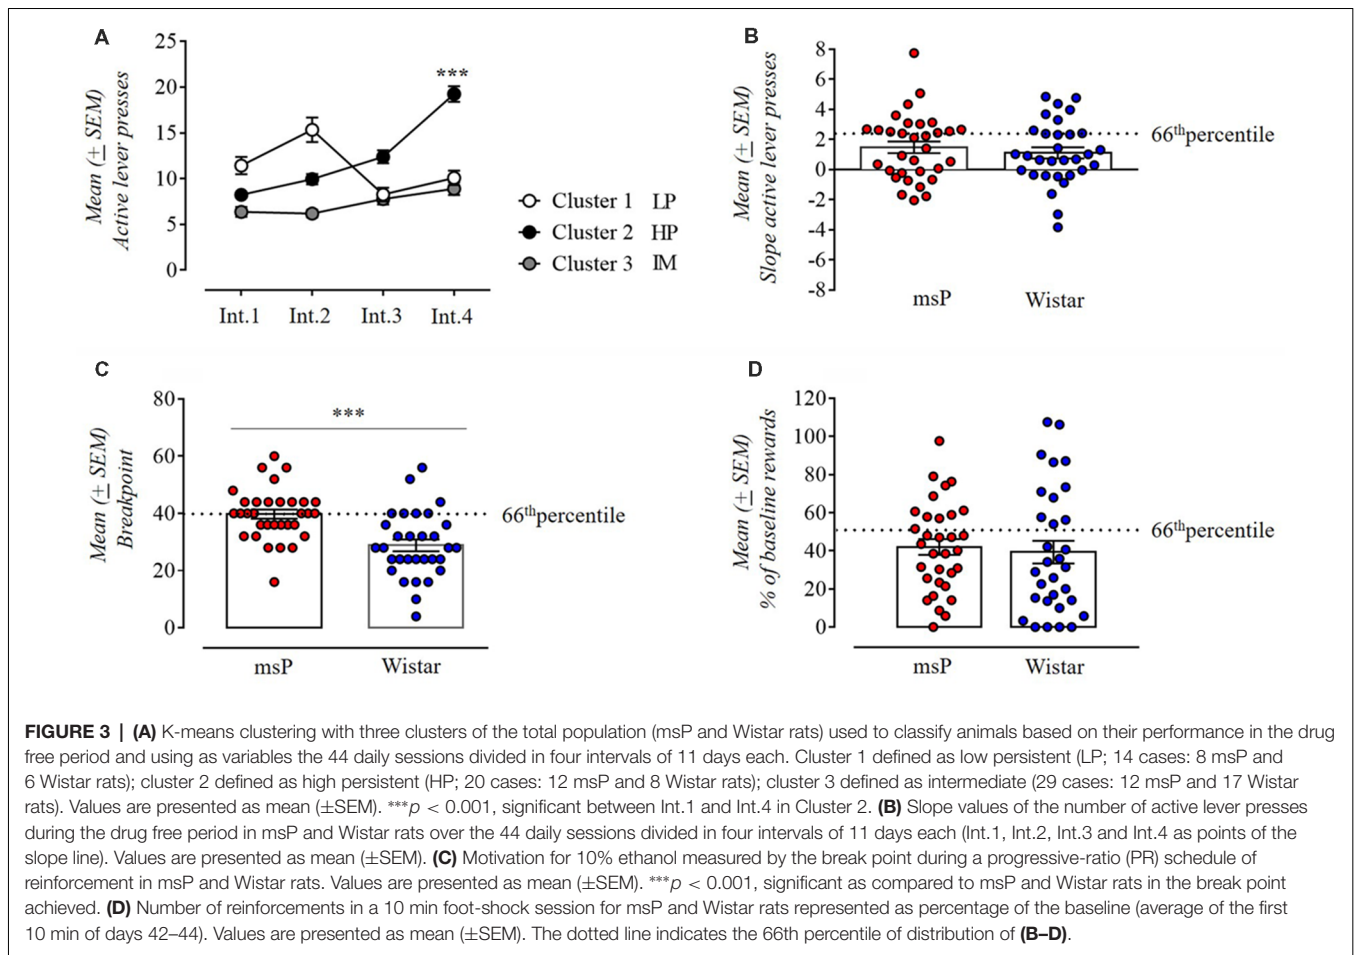 A
25
20
15
10
5
0
Mean (± SEM)
Active lever presses
***
Int.1 Int.2 Int.3 Int.4
Cluster 1 LP
Cluster 2 HP
Cluster 3 IM
B
8
6
4
2
0
-2
-4
-6
-8
Mean (± SEM)
Slope active lever presses
66th percentile
msP Wistar
C
80
60
40
20
0
Mean (± SEM)
Breakpoint
***
66th percentile
msP Wistar
D
120
100
80
60
40
20
0
Mean (± SEM)
% of baseline rewards
66th percentile
msP Wistar
FIGURE 3 | (A) K-means clustering with three clusters of the total population (msP and Wistar rats) used to classify animals based on their performance in the drug
free period and using as variables the 44 daily sessions divided in four intervals of 11 days each. Cluster 1 defined as low persistent (LP; 14 cases: 8 msP and
6 Wistar rats); cluster 2 defined as high persistent (HP; 20 cases: 12 msP and 8 Wistar rats); cluster 3 defined as intermediate (29 cases: 12 msP and 17 Wistar
rats). Values are presented as mean (±SEM). ***p < 0.001, significant between Int.1 and Int.4 in Cluster 2. (B) Slope values of the number of active lever presses
during the drug free period in msP and Wistar rats over the 44 daily sessions divided in four intervals of 11 days each (Int.1, Int.2, Int.3 and Int.4 as points of the
slope line). Values are presented as mean (±SEM). (C) Motivation for 10% ethanol measured by the break point during a progressive-ratio (PR) schedule of
reinforcement in msP and Wistar rats. Values are presented as mean (±SEM). ***p < 0.001, significant as compared to msP and Wistar rats in the break point
achieved. (D) Number of reinforcements in a 10 min foot-shock session for msP and Wistar rats represented as percentage of the baseline (average of the first
10 min of days 42–44). Values are presented as mean (±SEM). The dotted line indicates the 66th percentile of distribution of (B–D).